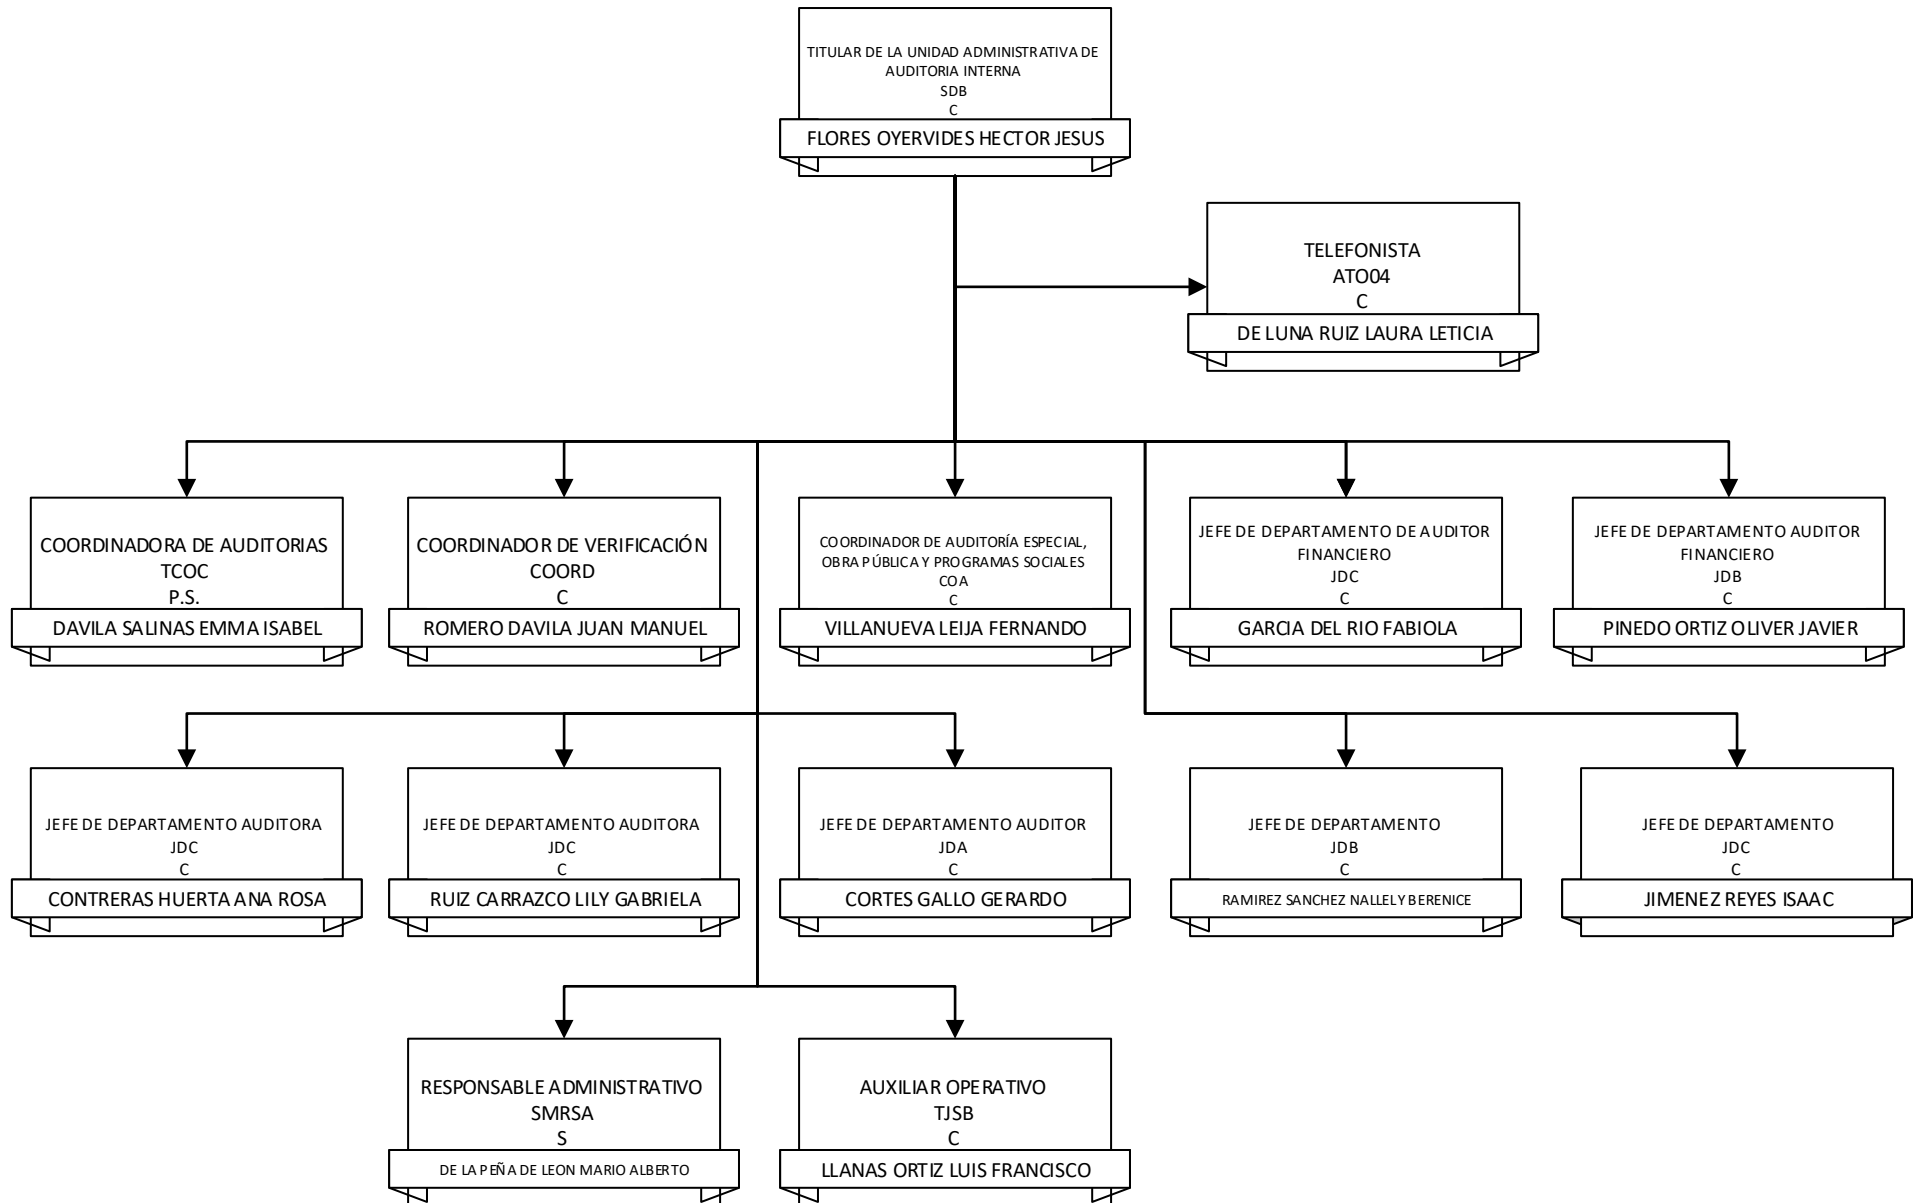 TITULAR DE LA UNIDAD ADMINISTRATIVA DE
AUDITORIA INTERNA
SDB
C
FLORES OYERVIDES HECTOR JESUS
TELEFONISTA
ATO04
C
DE LUNA RUIZ LAURA LETICIA
COORDINADORA DE AUDITORIAS
TCOC
P.S.
DAVILA SALINAS EMMA ISABEL
COORDINADOR DE VERIFICACIÓN
COORD
C
ROMERO DAVILA JUAN MANUEL
COORDINADOR DE AUDITORÍA ESPECIAL,
OBRA PÚBLICA Y PROGRAMAS SOCIALES
COA
C
VILLANUEVA LEIJA FERNANDO
JEFE DE DEPARTAMENTO DE AUDITOR
FINANCIERO
JDC
C
GARCIA DEL RIO FABIOLA
JEFE DE DEPARTAMENTO AUDITOR
FINANCIERO
JDB
C
PINEDO ORTIZ OLIVER JAVIER
JEFE DE DEPARTAMENTO AUDITORA
JDC
C
CONTRERAS HUERTA ANA ROSA
JEFE DE DEPARTAMENTO AUDITORA
JDC
C
RUIZ CARRAZCO LILY GABRIELA
JEFE DE DEPARTAMENTO AUDITOR
JDA
C
CORTES GALLO GERARDO
JEFE DE DEPARTAMENTO
JDB
C
RAMIREZ SANCHEZ NALLELY BERENICE
JEFE DE DEPARTAMENTO
JDC
C
JIMENEZ REYES ISAAC
RESPONSABLE ADMINISTRATIVO
SMRSA
S
DE LA PEÑA DE LEON MARIO ALBERTO
AUXILIAR OPERATIVO
TJSB
C
LLANAS ORTIZ LUIS FRANCISCO